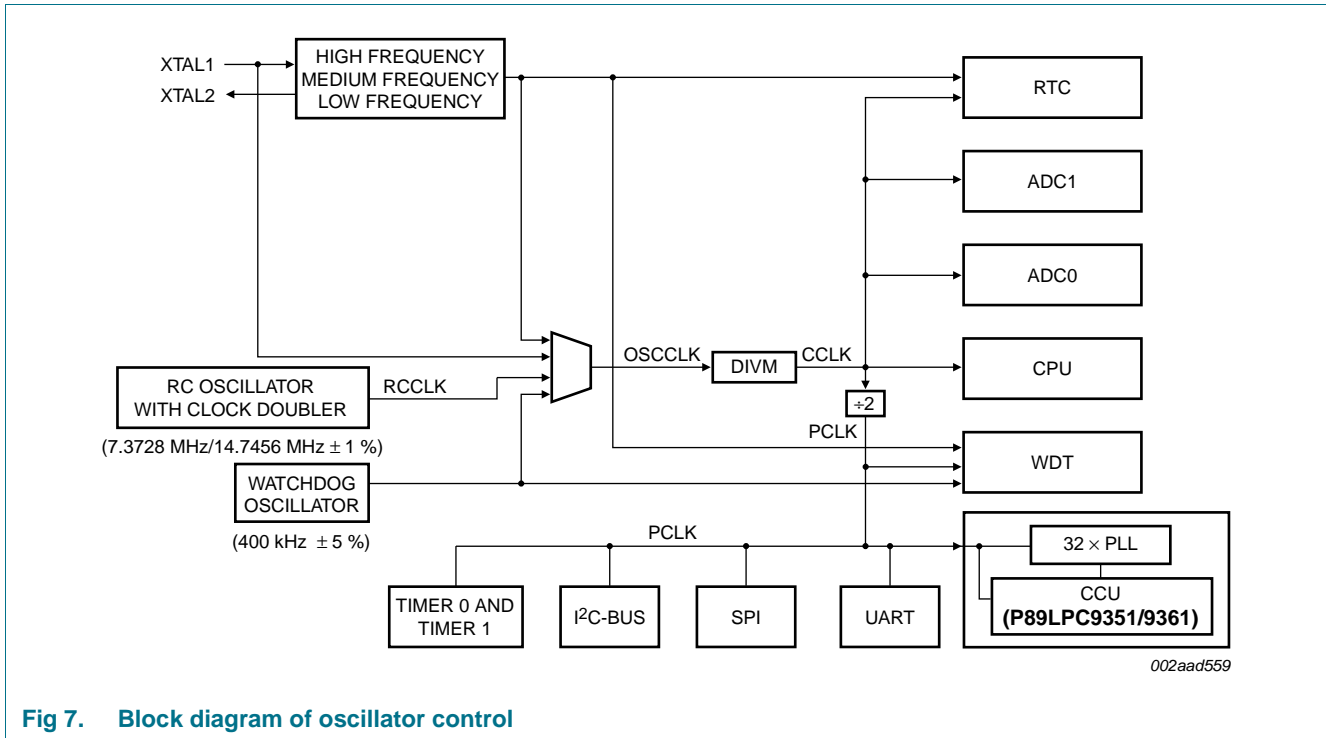 XTAL1
XTAL2
HIGH FREQUENCY
MEDIUM FREQUENCY
LOW FREQUENCY
RTC
ADC1
ADC0
OSCCLK
DIVM
CCLK
CPU
RC OSCILLATOR
WITH CLOCK DOUBLER
RCCLK
÷2
(7.3728 MHz/14.7456 MHz ± 1 %)
PCLK
WDT
WATCHDOG
OSCILLATOR
(400 kHz ± 5 %)
PCLK
32 × PLL
TIMER 0 AND
TIMER 1
I²C-BUS
SPI
UART
CCU
(P89LPC9351/9361)
002aad559
Fig 7. Block diagram of oscillator control